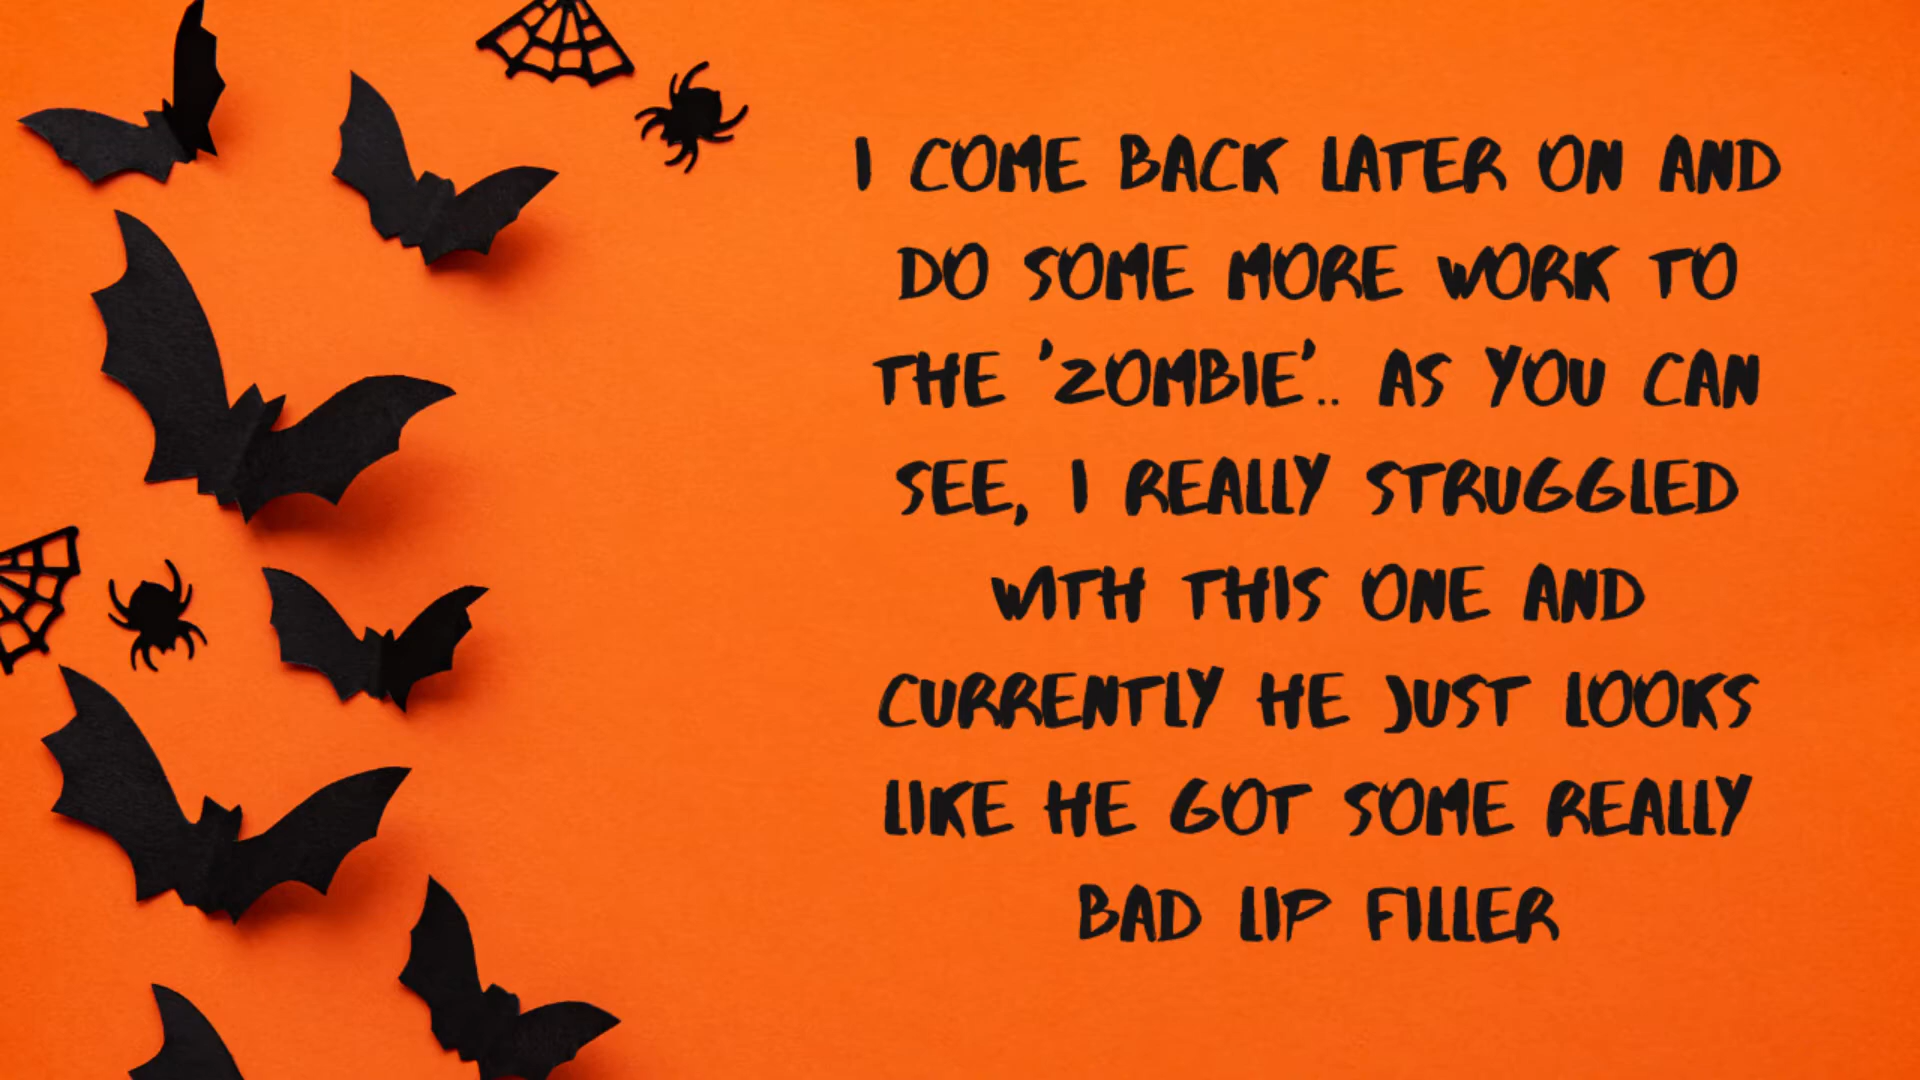 I COME BACK LATER ON AND
DO SOME MORE WORK TO
THE 'ZOMBIE'.. AS YOU CAN
SEE, I REALLY STRUGGLED
WITH THIS ONE AND
CURRENTLY HE JUST LOOKS
LIKE HE GOT SOME REALLY
BAD LIP FILLER